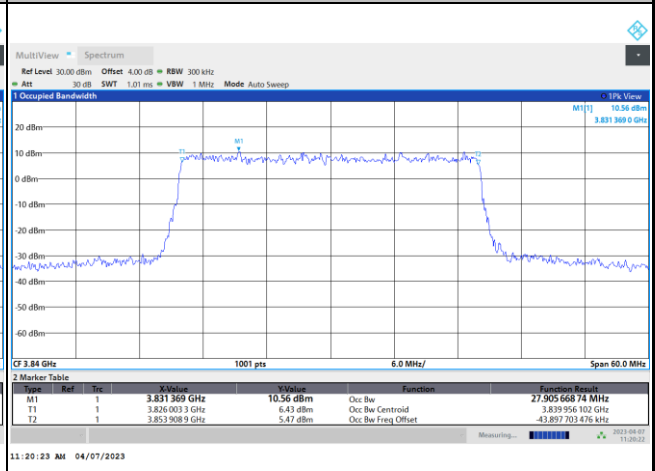 MultiView Spectrum
Ref Level 30.00 dBm Offset 4.00 dB RBW 300 kHz
Att 30 dB SWT 1.01 ms VBW 1 MHz Mode Auto Sweep
1 Occupied Bandwidth 1Pk View
M1[1] 10.56 dBm
3.831 369 0 GHz
20 dBm
M1
T1
T2
10 dBm
0 dBm
-10 dBm
-20 dBm
-30 dBm
-40 dBm
-50 dBm
-60 dBm
CF 3.84 GHz 1001 pts 6.0 MHz/ Span 60.0 MHz
2 Marker Table
Type Ref Trc X-Value Y-Value Function Function Result
M1 1 3.831 369 GHz 10.56 dBm Occ Bw 27.905 668 74 MHz
T1 1 3.826 003 3 GHz 6.43 dBm Occ Bw Centroid 3.839 956 102 GHz
T2 1 3.853 908 9 GHz 5.47 dBm Occ Bw Freq Offset -43.897 703 476 kHz
Measuring... 2023-04-07
11:20:22
11:20:23 AM 04/07/2023